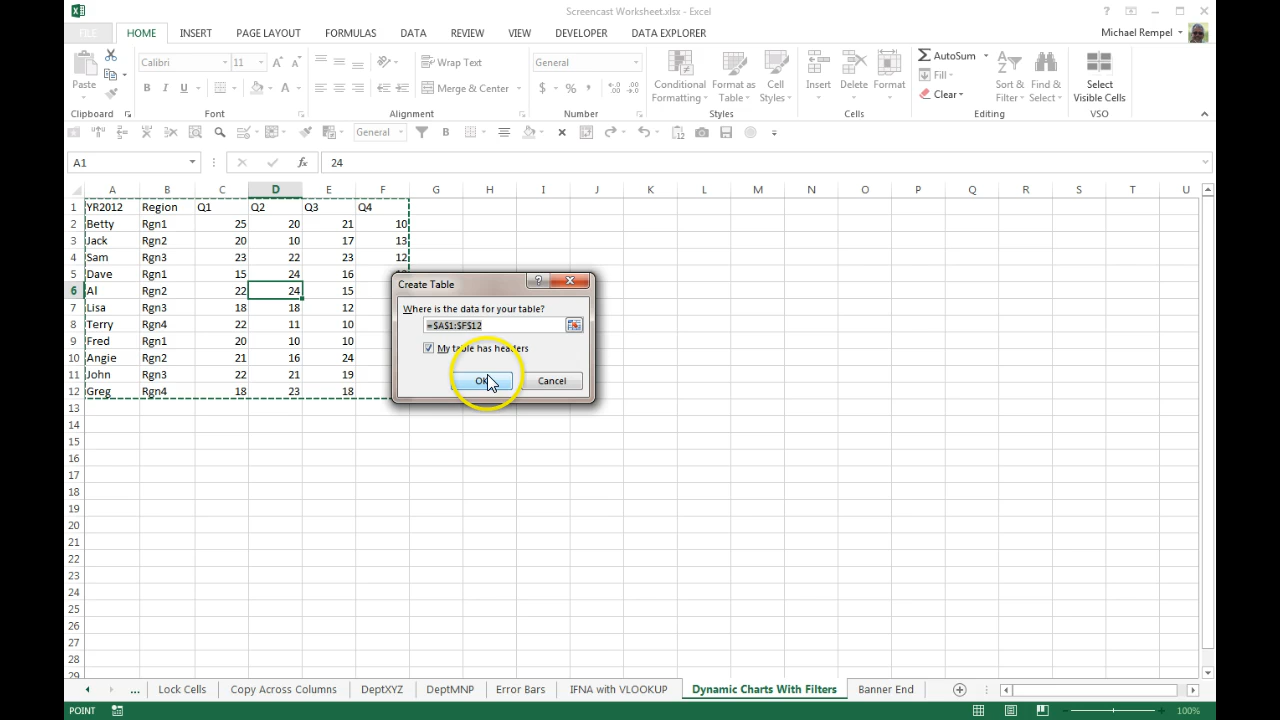 Screencast Worksheet.xlsx - Excel
FILE HOME INSERT PAGE LAYOUT FORMULAS DATA REVIEW VIEW DEVELOPER DATA EXPLORER Michael Rempel
Calibri 11 Wrap Text General AutoSum
Fill
Paste B I U Merge & Center $ % Conditional Formatting Format as Table Cell Styles Insert Delete Format Clear Sort & Filter Find & Select Select Visible Cells
Clipboard Font Alignment Number Styles Cells Editing VSO
General
A1 fx 24
A B C D E F G H I J K L M N O P Q R S T U
1 YR2012 Region Q1 Q2 Q3 Q4
2 Betty Rgn1 25 20 21 10
3 Jack Rgn2 20 10 17 13
4 Sam Rgn3 23 22 23 12
5 Dave Rgn1 15 24 16
6 Al Rgn2 22 24 15
7 Lisa Rgn3 18 18 12
8 Terry Rgn4 22 11 10
9 Fred Rgn1 20 10 10
10 Angie Rgn2 21 16 24
11 John Rgn3 22 21 19
12 Greg Rgn4 18 23 18
13
14
15
16
17
18
19
20
21
22
23
24
25
26
27
28
29
Create Table
Where is the data for your table?
=$A$1:$F$12
My table has headers
OK Cancel
... Lock Cells Copy Across Columns DeptXYZ DeptMNP Error Bars IFNA with VLOOKUP Dynamic Charts With Filters Banner End
POINT 100%